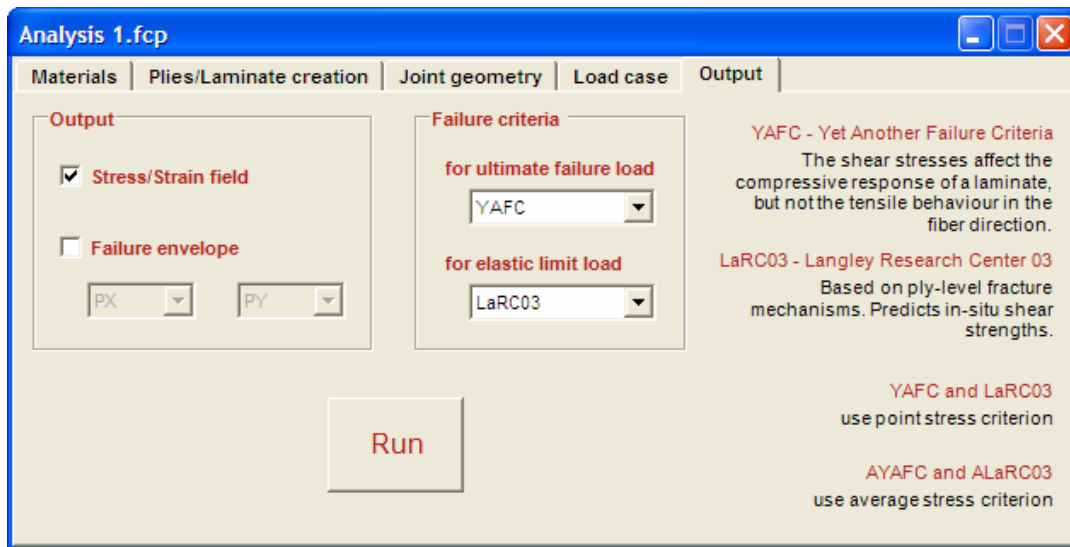 Analysis 1.fcp
Materials
Plies/Laminate creation
Joint geometry
Load case
Output
Output
Stress/Strain field
Failure envelope
PX
PY
Failure criteria
for ultimate failure load
YAFC
for elastic limit load
LaRC03
Run
YAFC - Yet Another Failure Criteria
The shear stresses affect the
compressive response of a laminate,
but not the tensile behaviour in the
fiber direction.
LaRC03 - Langley Research Center 03
Based on ply-level fracture
mechanisms. Predicts in-situ shear
strengths.
YAFC and LaRC03
use point stress criterion
AYAFC and ALaRC03
use average stress criterion